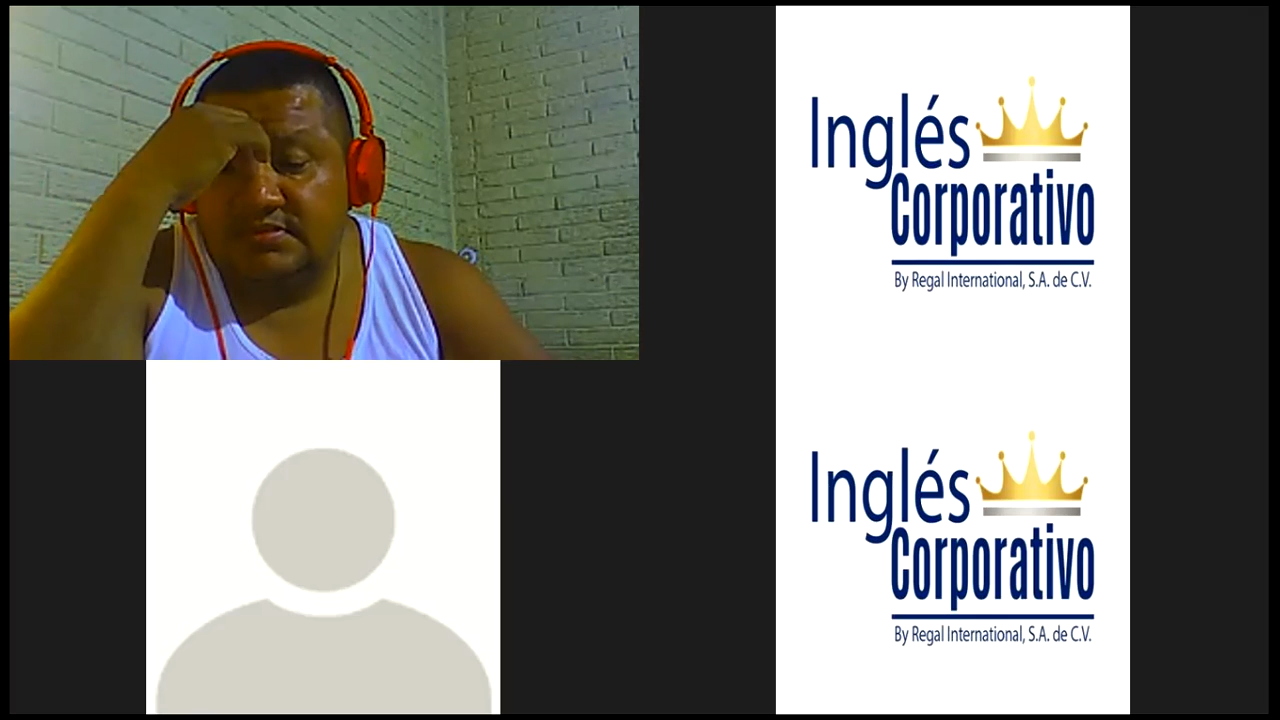 Inglés
Corporativo
By Regal International, S.A. de C.V.
Inglés
Corporativo
By Regal International, S.A. de C.V.